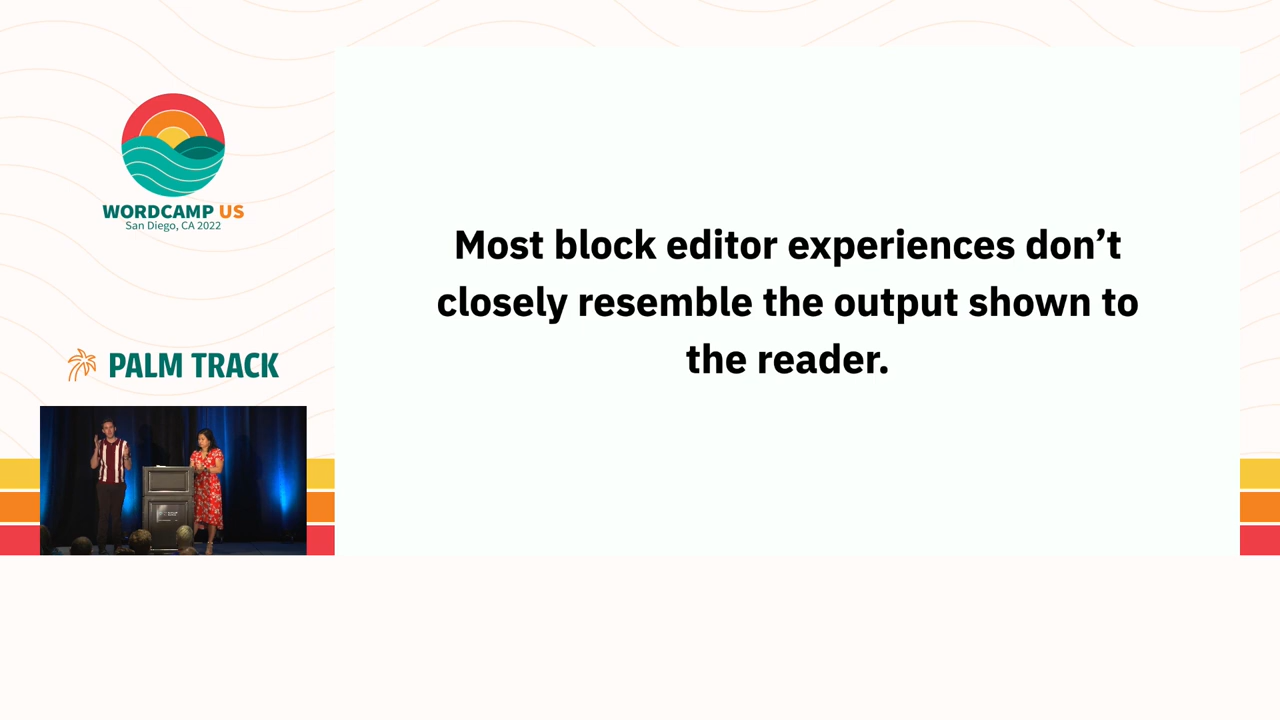 WORDCAMP US
San Diego, CA 2022
PALM TRACK
Most block editor experiences don’t
closely resemble the output shown to
the reader.